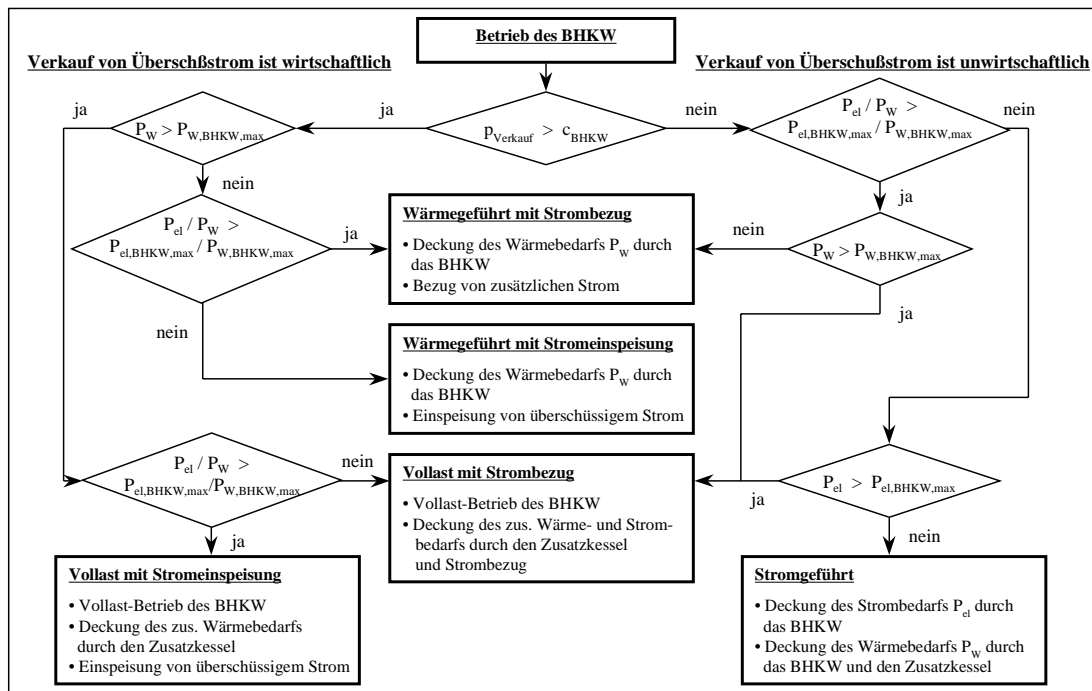 Betrieb des BHKW
Verkauf von Überschßstrom ist wirtschaftlich
Verkauf von Überschußstrom ist unwirtschaftlich
ja
P_W > P_W,BHKW,max
ja
p_Verkauf > c_BHKW
nein
P_el / P_W >
P_el,BHKW,max / P_W,BHKW,max
nein
nein
ja
P_el / P_W >
P_el,BHKW,max / P_W,BHKW,max
ja
Wärmegeführt mit Strombezug
• Deckung des Wärmebedarfs P_W durch
das BHKW
• Bezug von zusätzlichen Strom
nein
P_W > P_W,BHKW,max
nein
ja
Wärmegeführt mit Stromeinspeisung
• Deckung des Wärmebedarfs P_W durch
das BHKW
• Einspeisung von überschüssigem Strom
P_el / P_W >
P_el,BHKW,max/P_W,BHKW,max
nein
Vollast mit Strombezug
• Vollast-Betrieb des BHKW
• Deckung des zus. Wärme- und Strom-
bedarfs durch den Zusatzkessel
und Strombezug
ja
P_el > P_el,BHKW,max
ja
nein
Vollast mit Stromeinspeisung
• Vollast-Betrieb des BHKW
• Deckung des zus. Wärmebedarfs
durch den Zusatzkessel
• Einspeisung von überschüssigem Strom
Stromgeführt
• Deckung des Strombedarfs P_el durch
das BHKW
• Deckung des Wärmebedarfs P_W durch
das BHKW und den Zusatzkessel